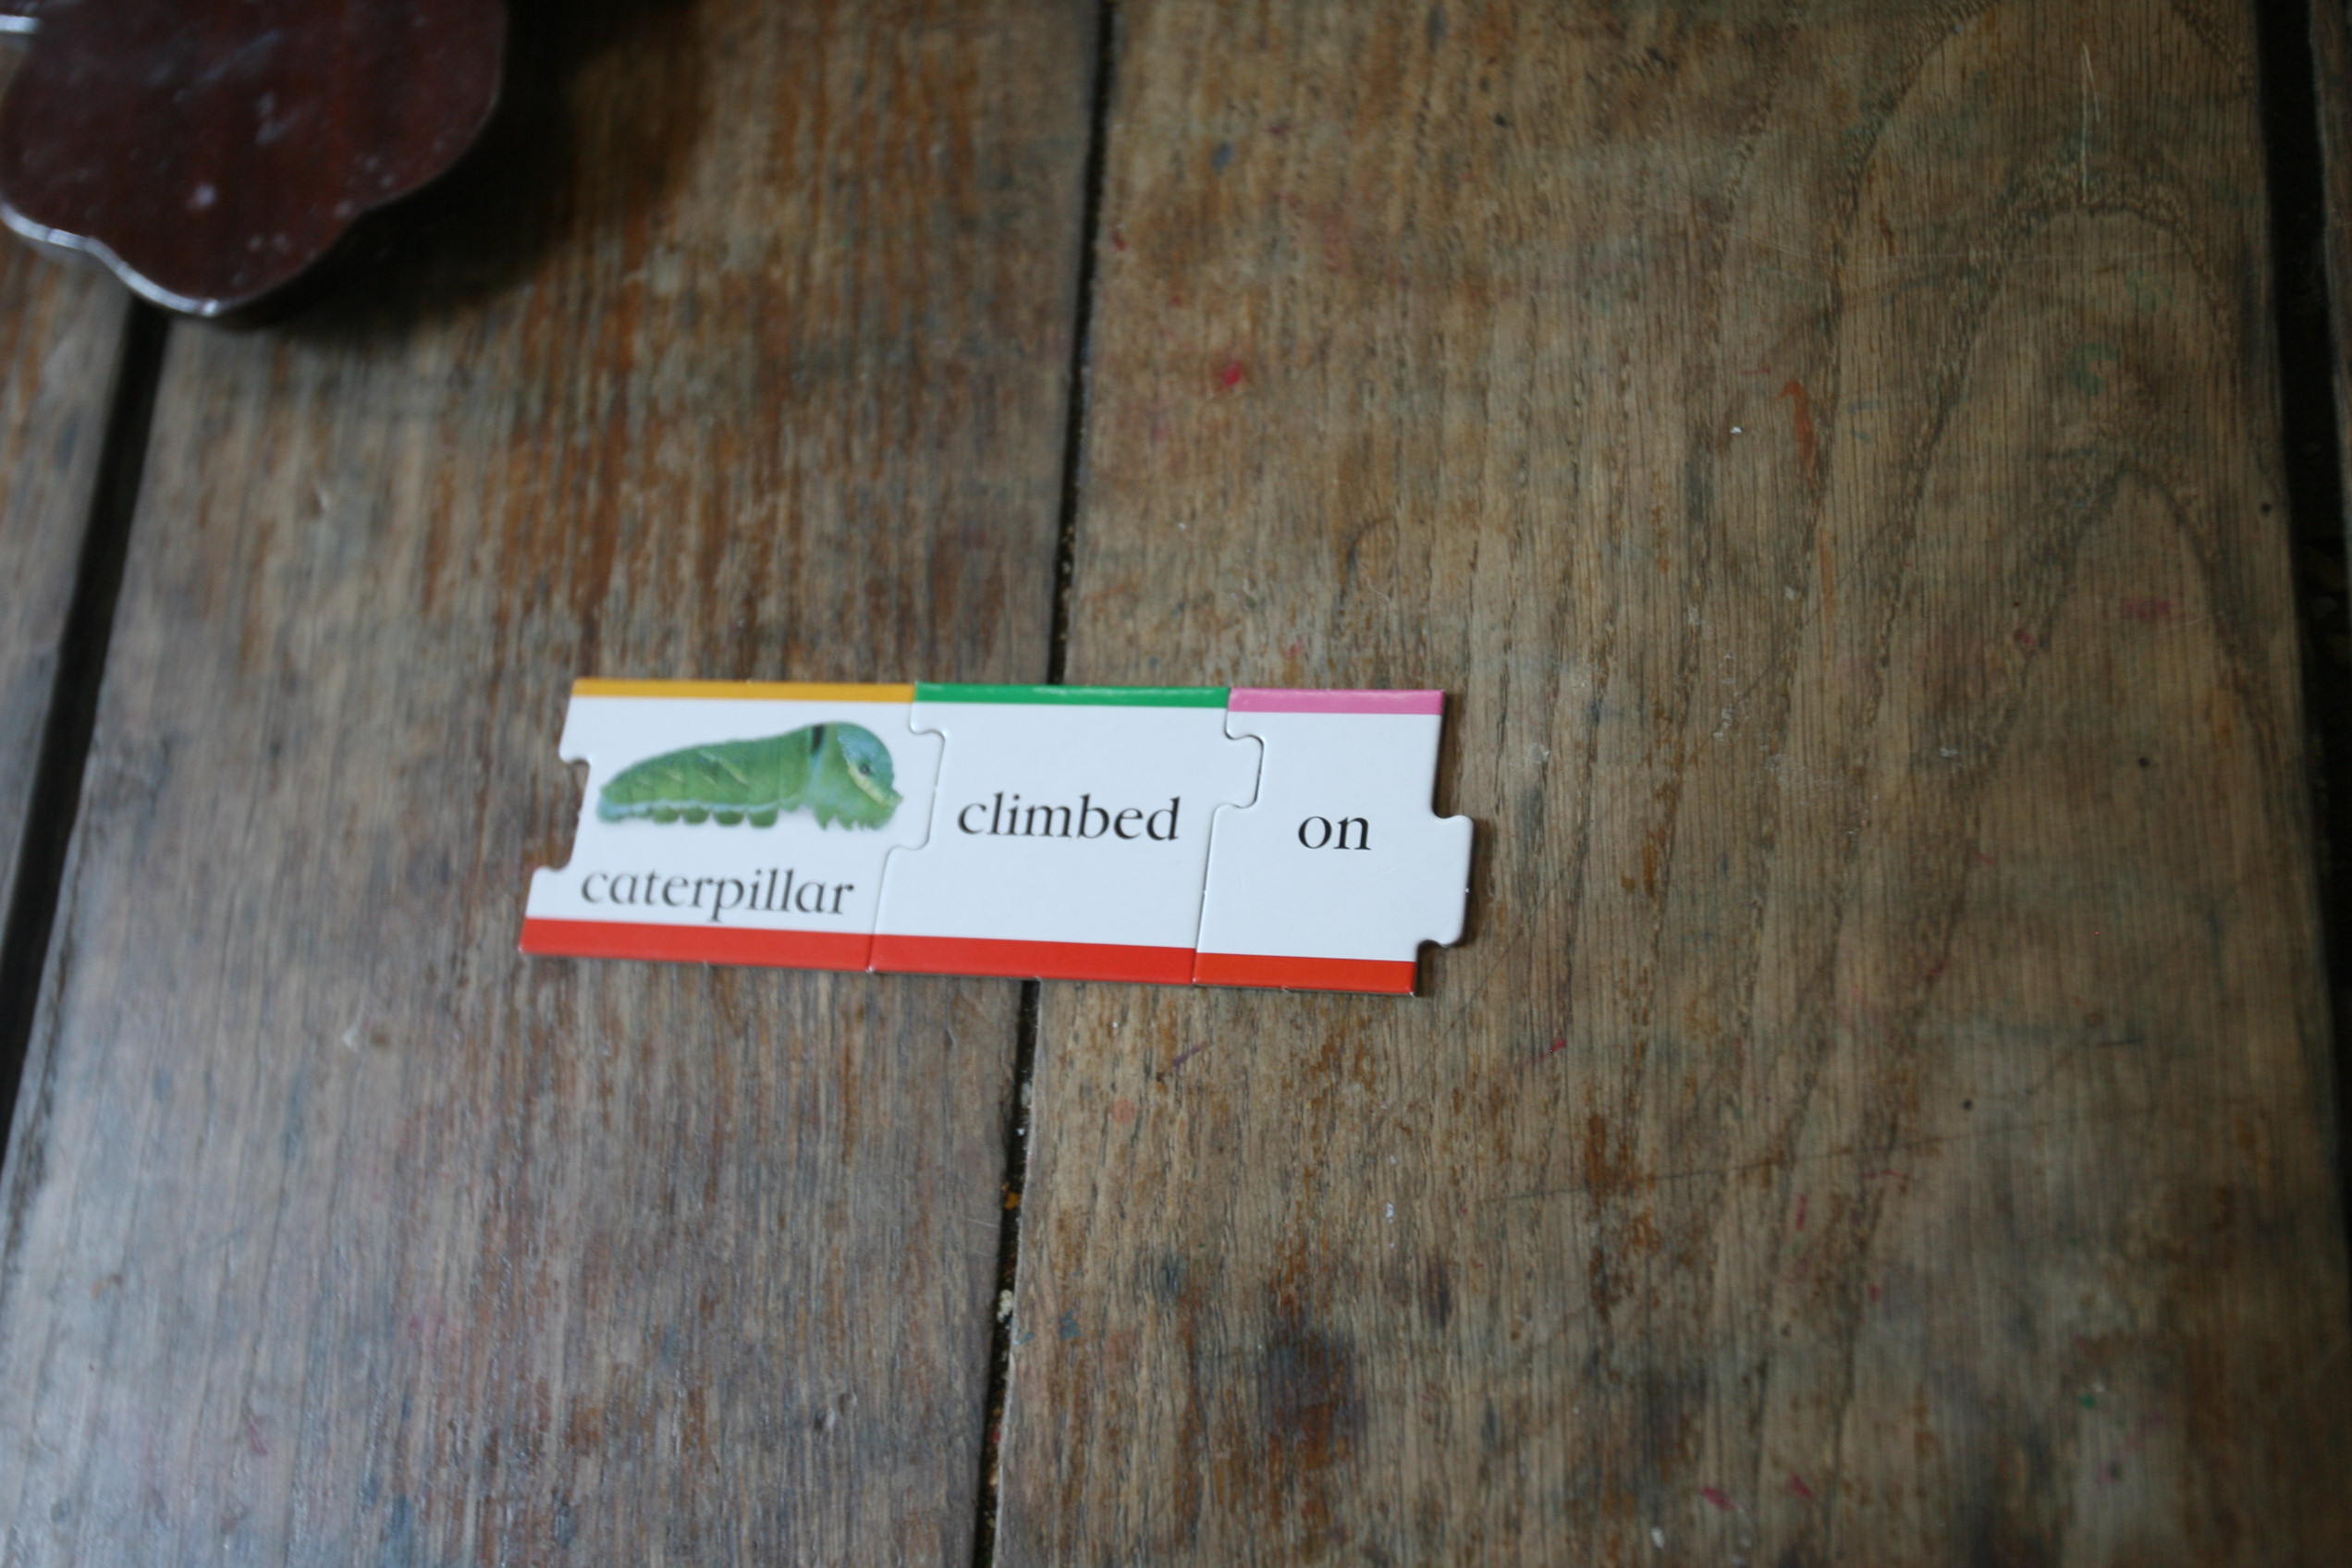 caterpillar climbed on